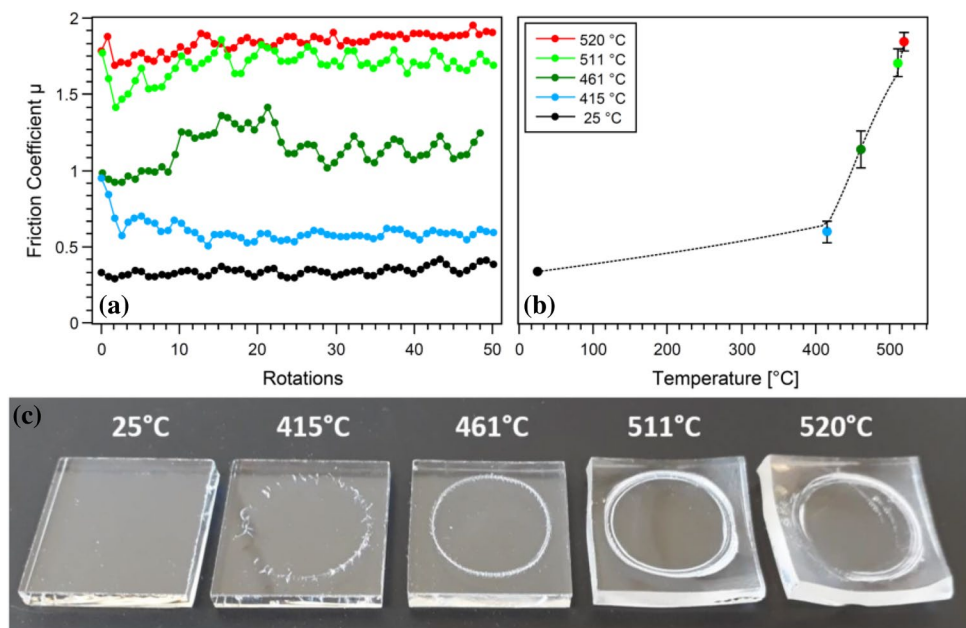 2
1.5
1
0.5
0
Friction Coefficient μ
(a)
0
10
20
30
40
50
Rotations
520 °C
511 °C
461 °C
415 °C
25 °C
(b)
0
100
200
300
400
500
Temperature [°C]
(c)
25°C
415°C
461°C
511°C
520°C